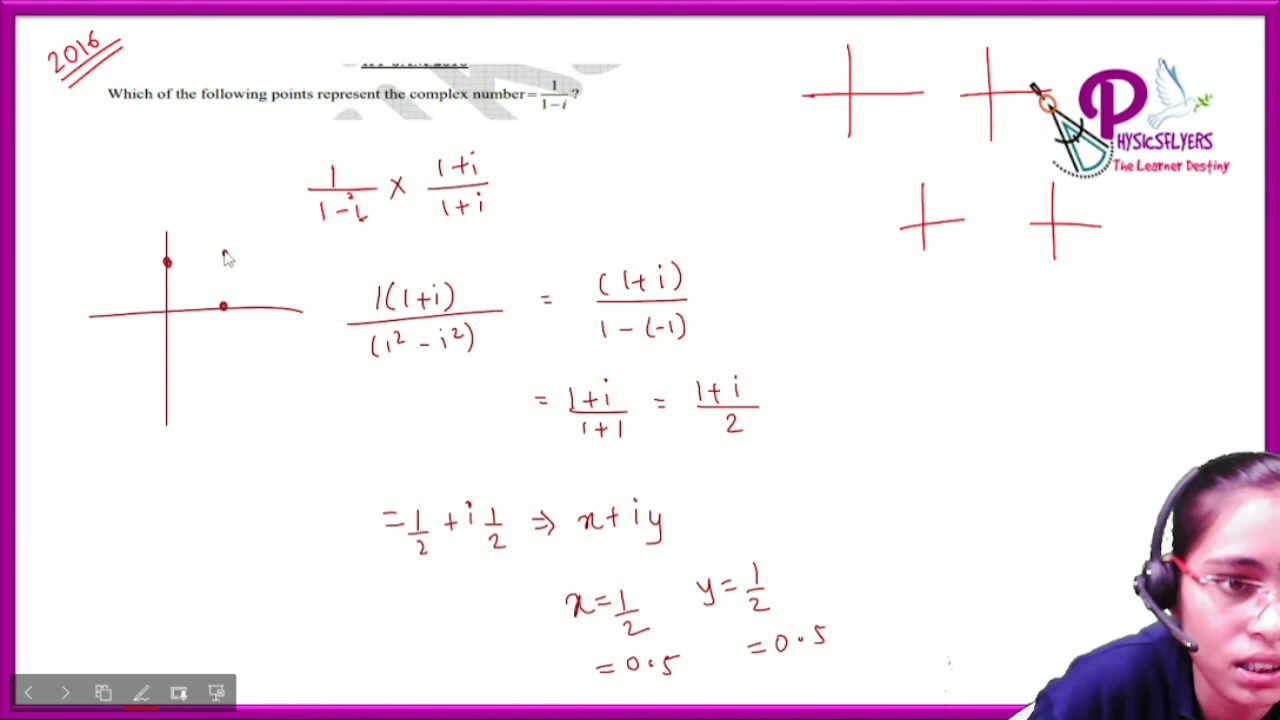 2016
Which of the following points represent the complex number = 1/(1−i) ?
PHYSICSFLYERS
The Learner Destiny
1/(1−i) × (1+i)/(1+i)
1(1+i)/(i² − i²) = (1+i)/(1−(−1))
= (1+i)/(1+1) = (1+i)/2
= 1/2 + i 1/2 ⇒ x+iy
x = 1/2 y = 1/2
= 0.5 = 0.5